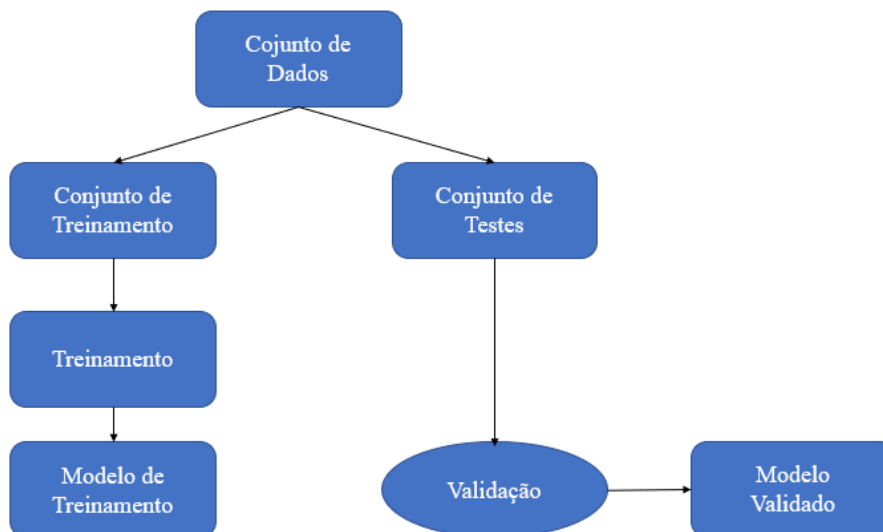 Cojunto de
Dados
Conjunto de
Treinamento
Conjunto de
Testes
Treinamento
Modelo de
Treinamento
Validação
Modelo
Validado